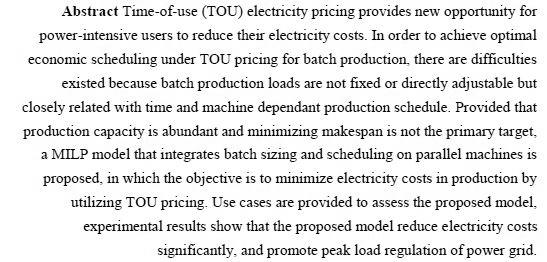 Abstract Time-of-use (TOU) electricity pricing provides new opportunity for
power-intensive users to reduce their electricity costs. In order to achieve optimal
economic scheduling under TOU pricing for batch production, there are difficulties
existed because batch production loads are not fixed or directly adjustable but
closely related with time and machine dependant production schedule. Provided that
production capacity is abundant and minimizing makespan is not the primary target,
a MILP model that integrates batch sizing and scheduling on parallel machines is
proposed, in which the objective is to minimize electricity costs in production by
utilizing TOU pricing. Use cases are provided to assess the proposed model,
experimental results show that the proposed model reduce electricity costs
significantly, and promote peak load regulation of power grid.